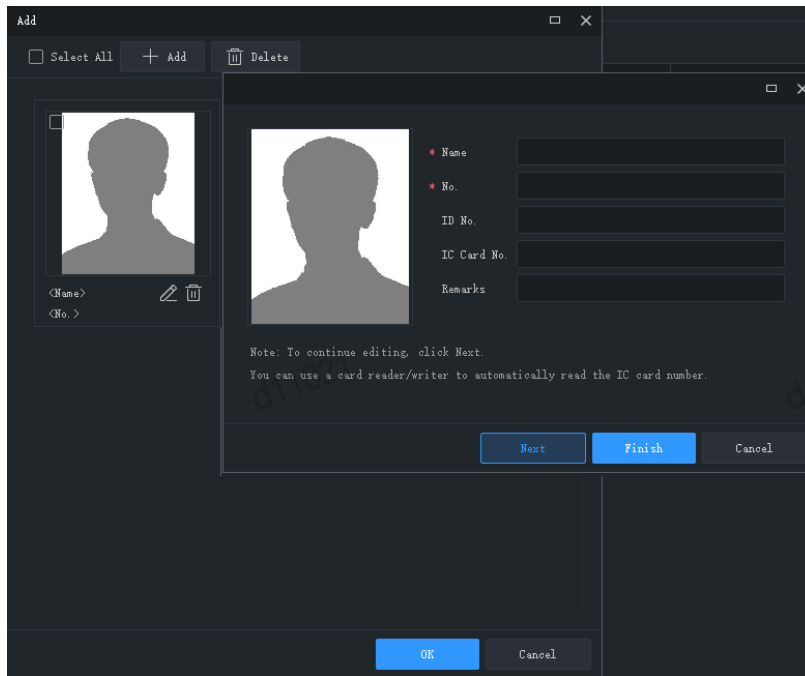 Add
Select All
Add
Delete
* Name
* No.
ID No.
IC Card No.
Remarks
<Name>
<No.>
Note: To continue editing, click Next.
You can use a card reader/writer to automatically read the IC card number.
d11021
Next
Finish
Cancel
OK
Cancel